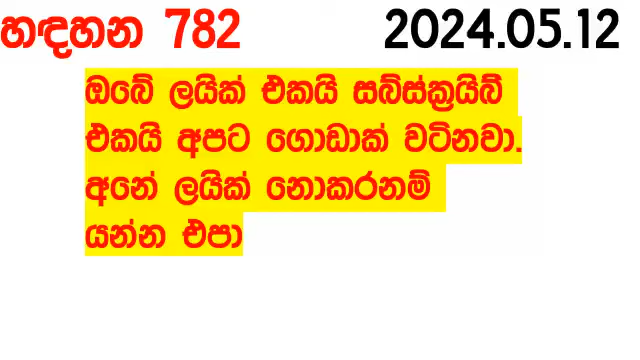 හඳහන 782 2024.05.12
ඔබේ ලයික් එකයි සබ්ස්ක්‍රයිබ්
එකයි අපට ගොඩාක් වටිනවා.
අනේ ලයික් නොකරනම්
යන්න එපා